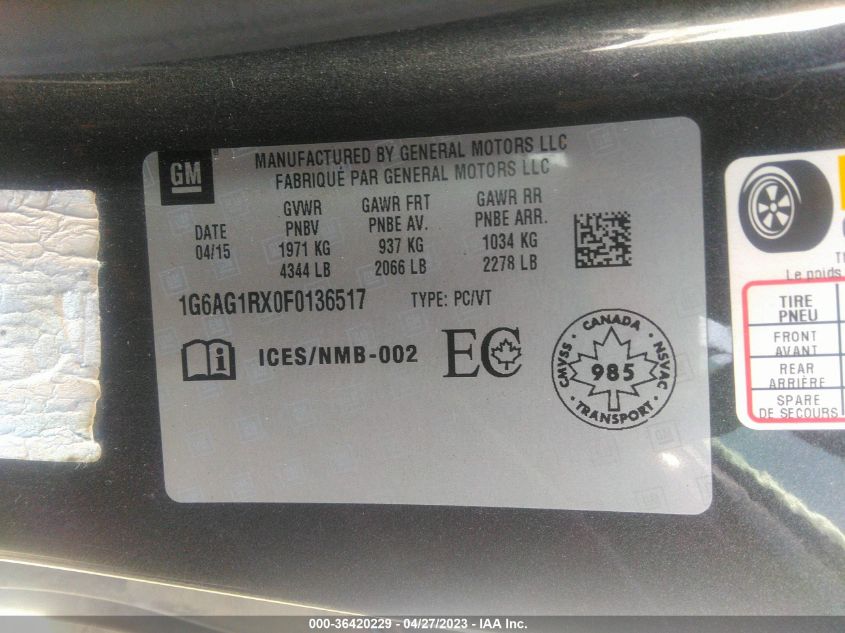 GM
MANUFACTURED BY GENERAL MOTORS LLC
FABRIQUÉ PAR GENERAL MOTORS LLC
DATE
04/15
GVWR
PNBV
1971 KG
4344 LB
GAWR FRT
PNBE AV.
937 KG
2066 LB
GAWR RR
PNBE ARR.
1034 KG
2278 LB
1G6AG1RX0F0136517 TYPE: PC/VT
ICES/NMB-002
EC
CANADA
CMVSS
985
NSVAC
TRANSPORT
Le poids
TIRE
PNEU
FRONT
AVANT
REAR
ARRIÈRE
SPARE
DE SECOURS
000-36420229 - 04/27/2023 - IAA Inc.